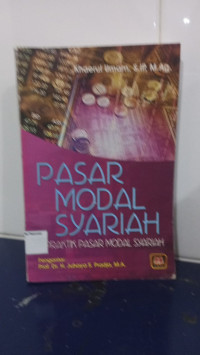 Khaerul Umam, S.IP, M.Ag.
PASAR
MODAL
SYARIAH
PRAKTIK PASAR MODAL SYARIAH
Pengantar:
Prof. Dr. H. Juhaya S. Pradja, M.A.